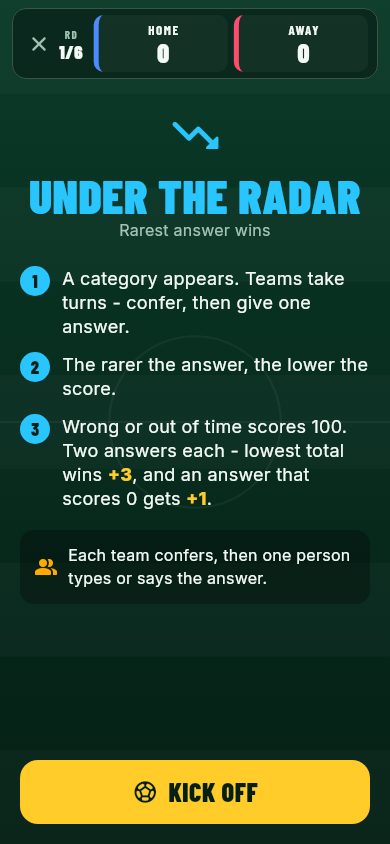 RD
1/6
HOME
0
AWAY
0
UNDER THE RADAR
Rarest answer wins
1
A category appears. Teams take
turns - confer, then give one
answer.
2
The rarer the answer, the lower the
score.
3
Wrong or out of time scores 100.
Two answers each - lowest total
wins +3, and an answer that
scores 0 gets +1.
Each team confers, then one person
types or says the answer.
KICK OFF